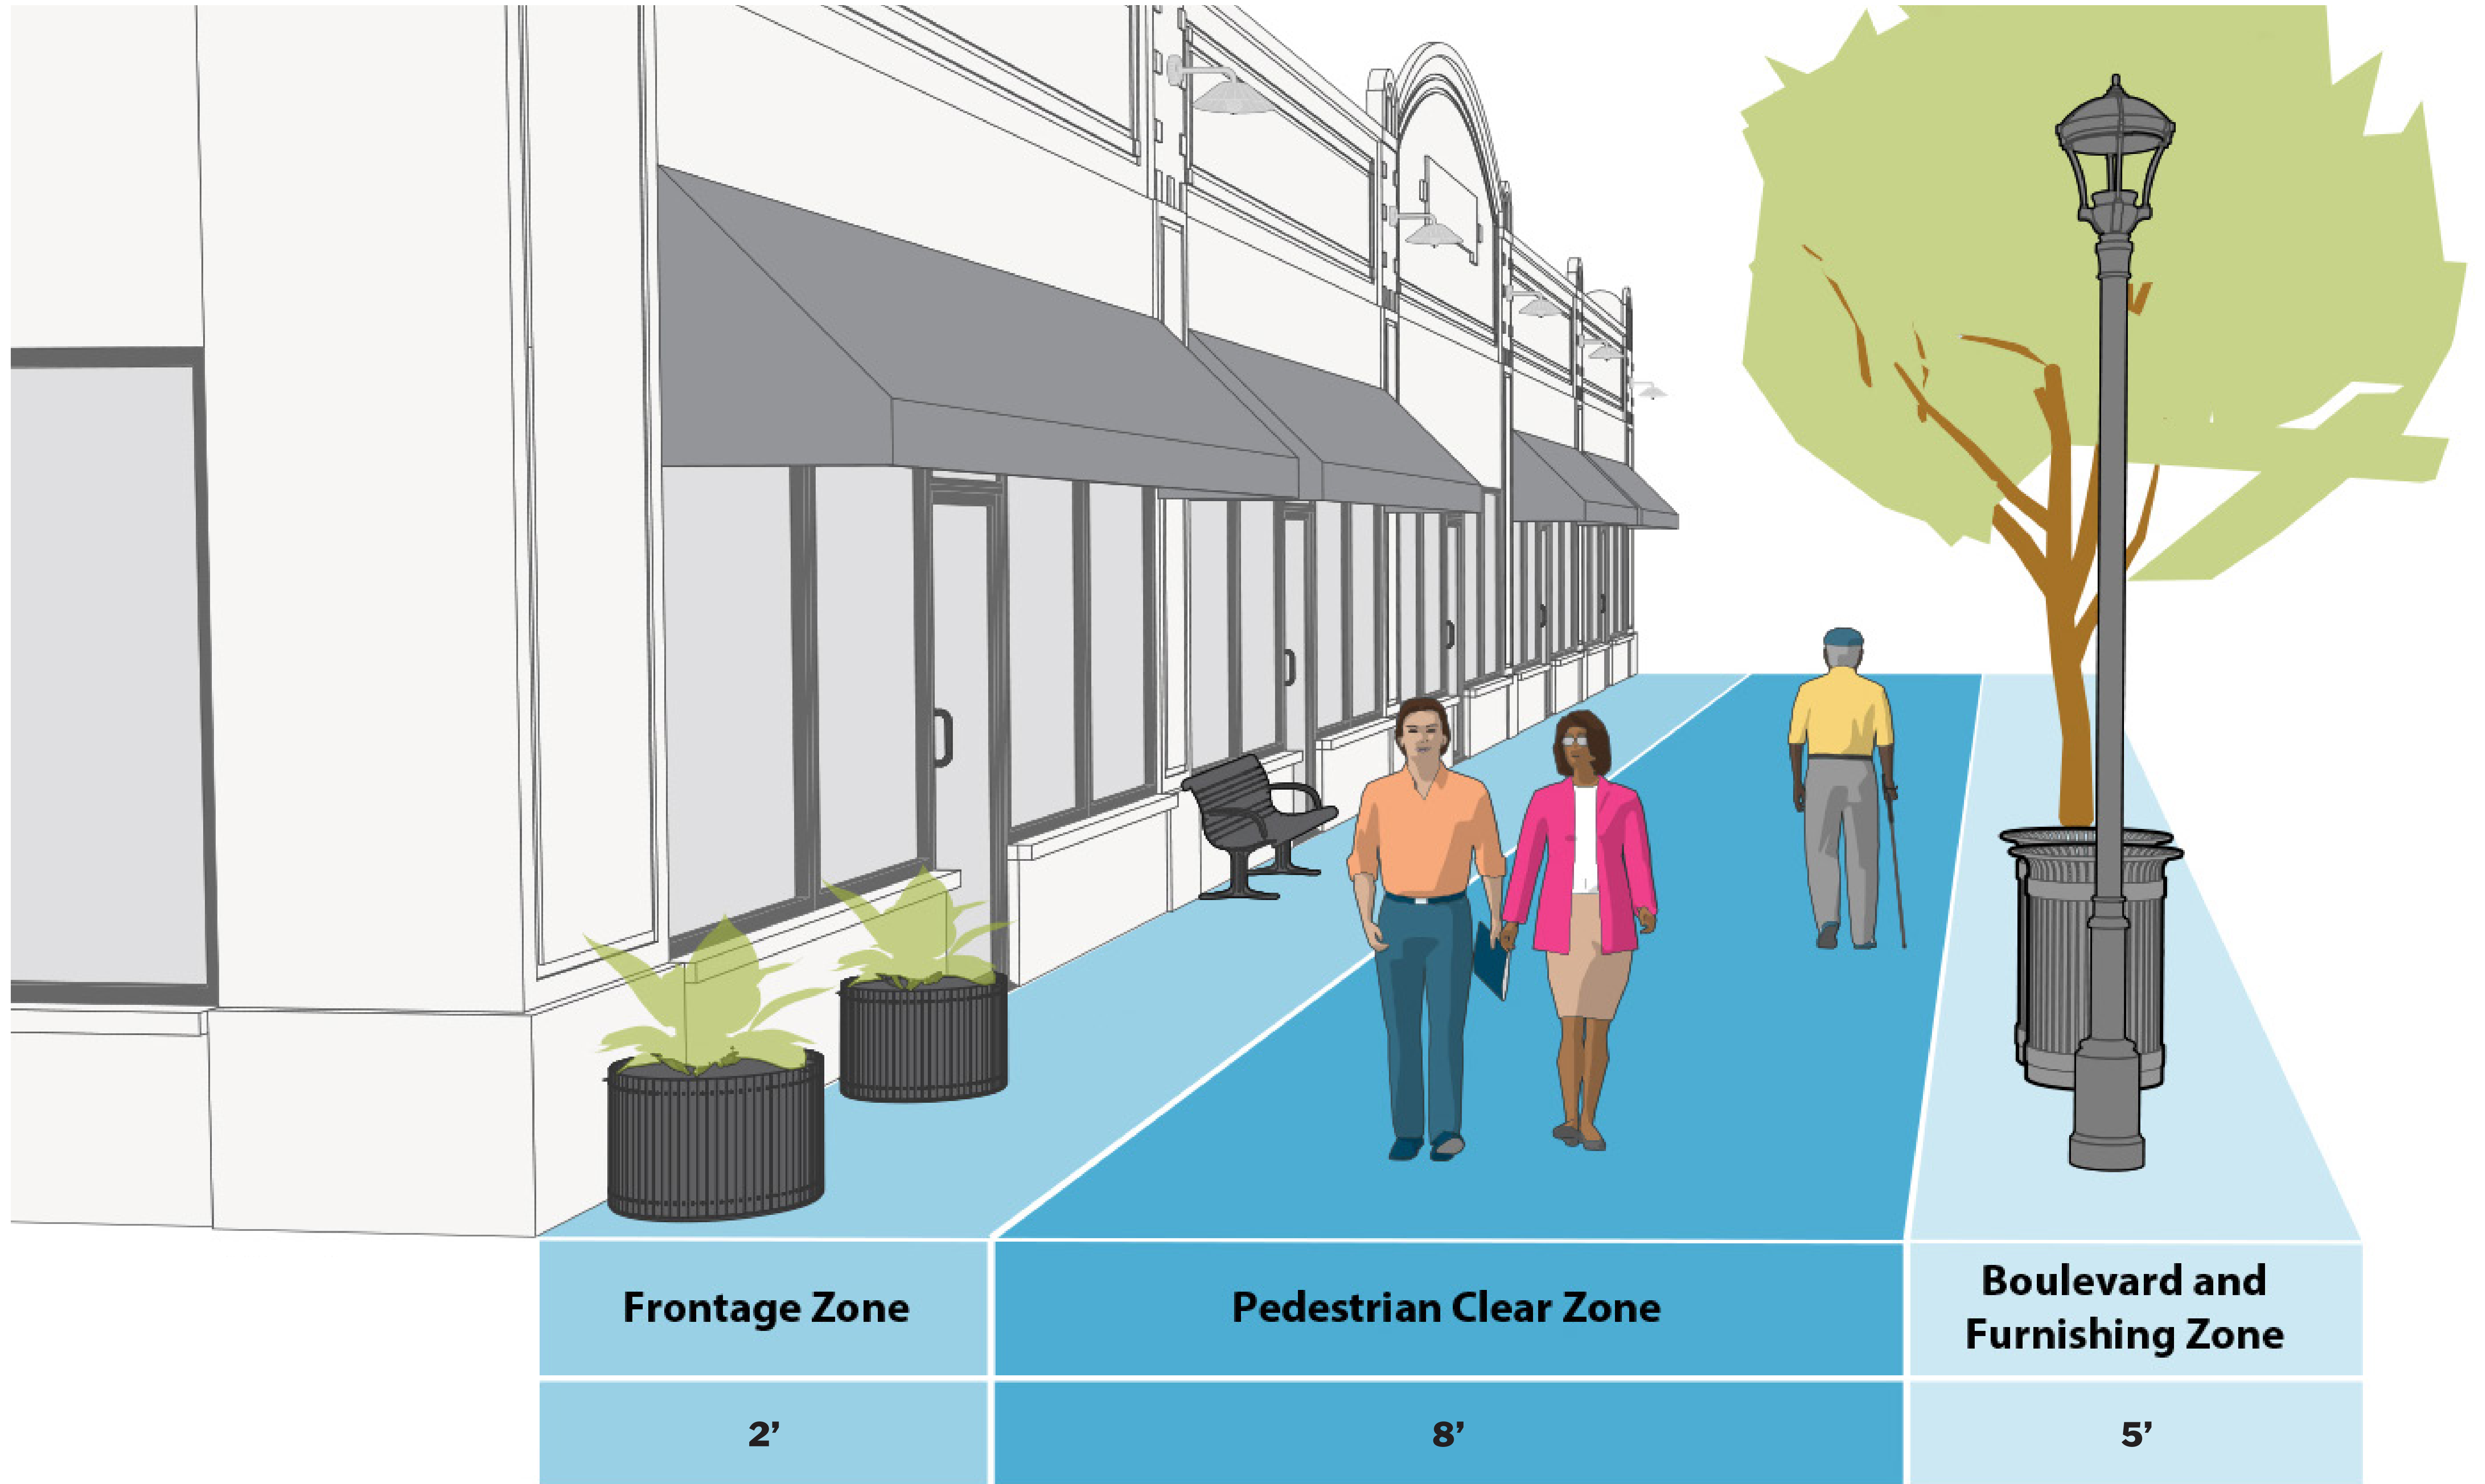 Frontage Zone
Pedestrian Clear Zone
Boulevard and
Furnishing Zone
2’
8’
5’